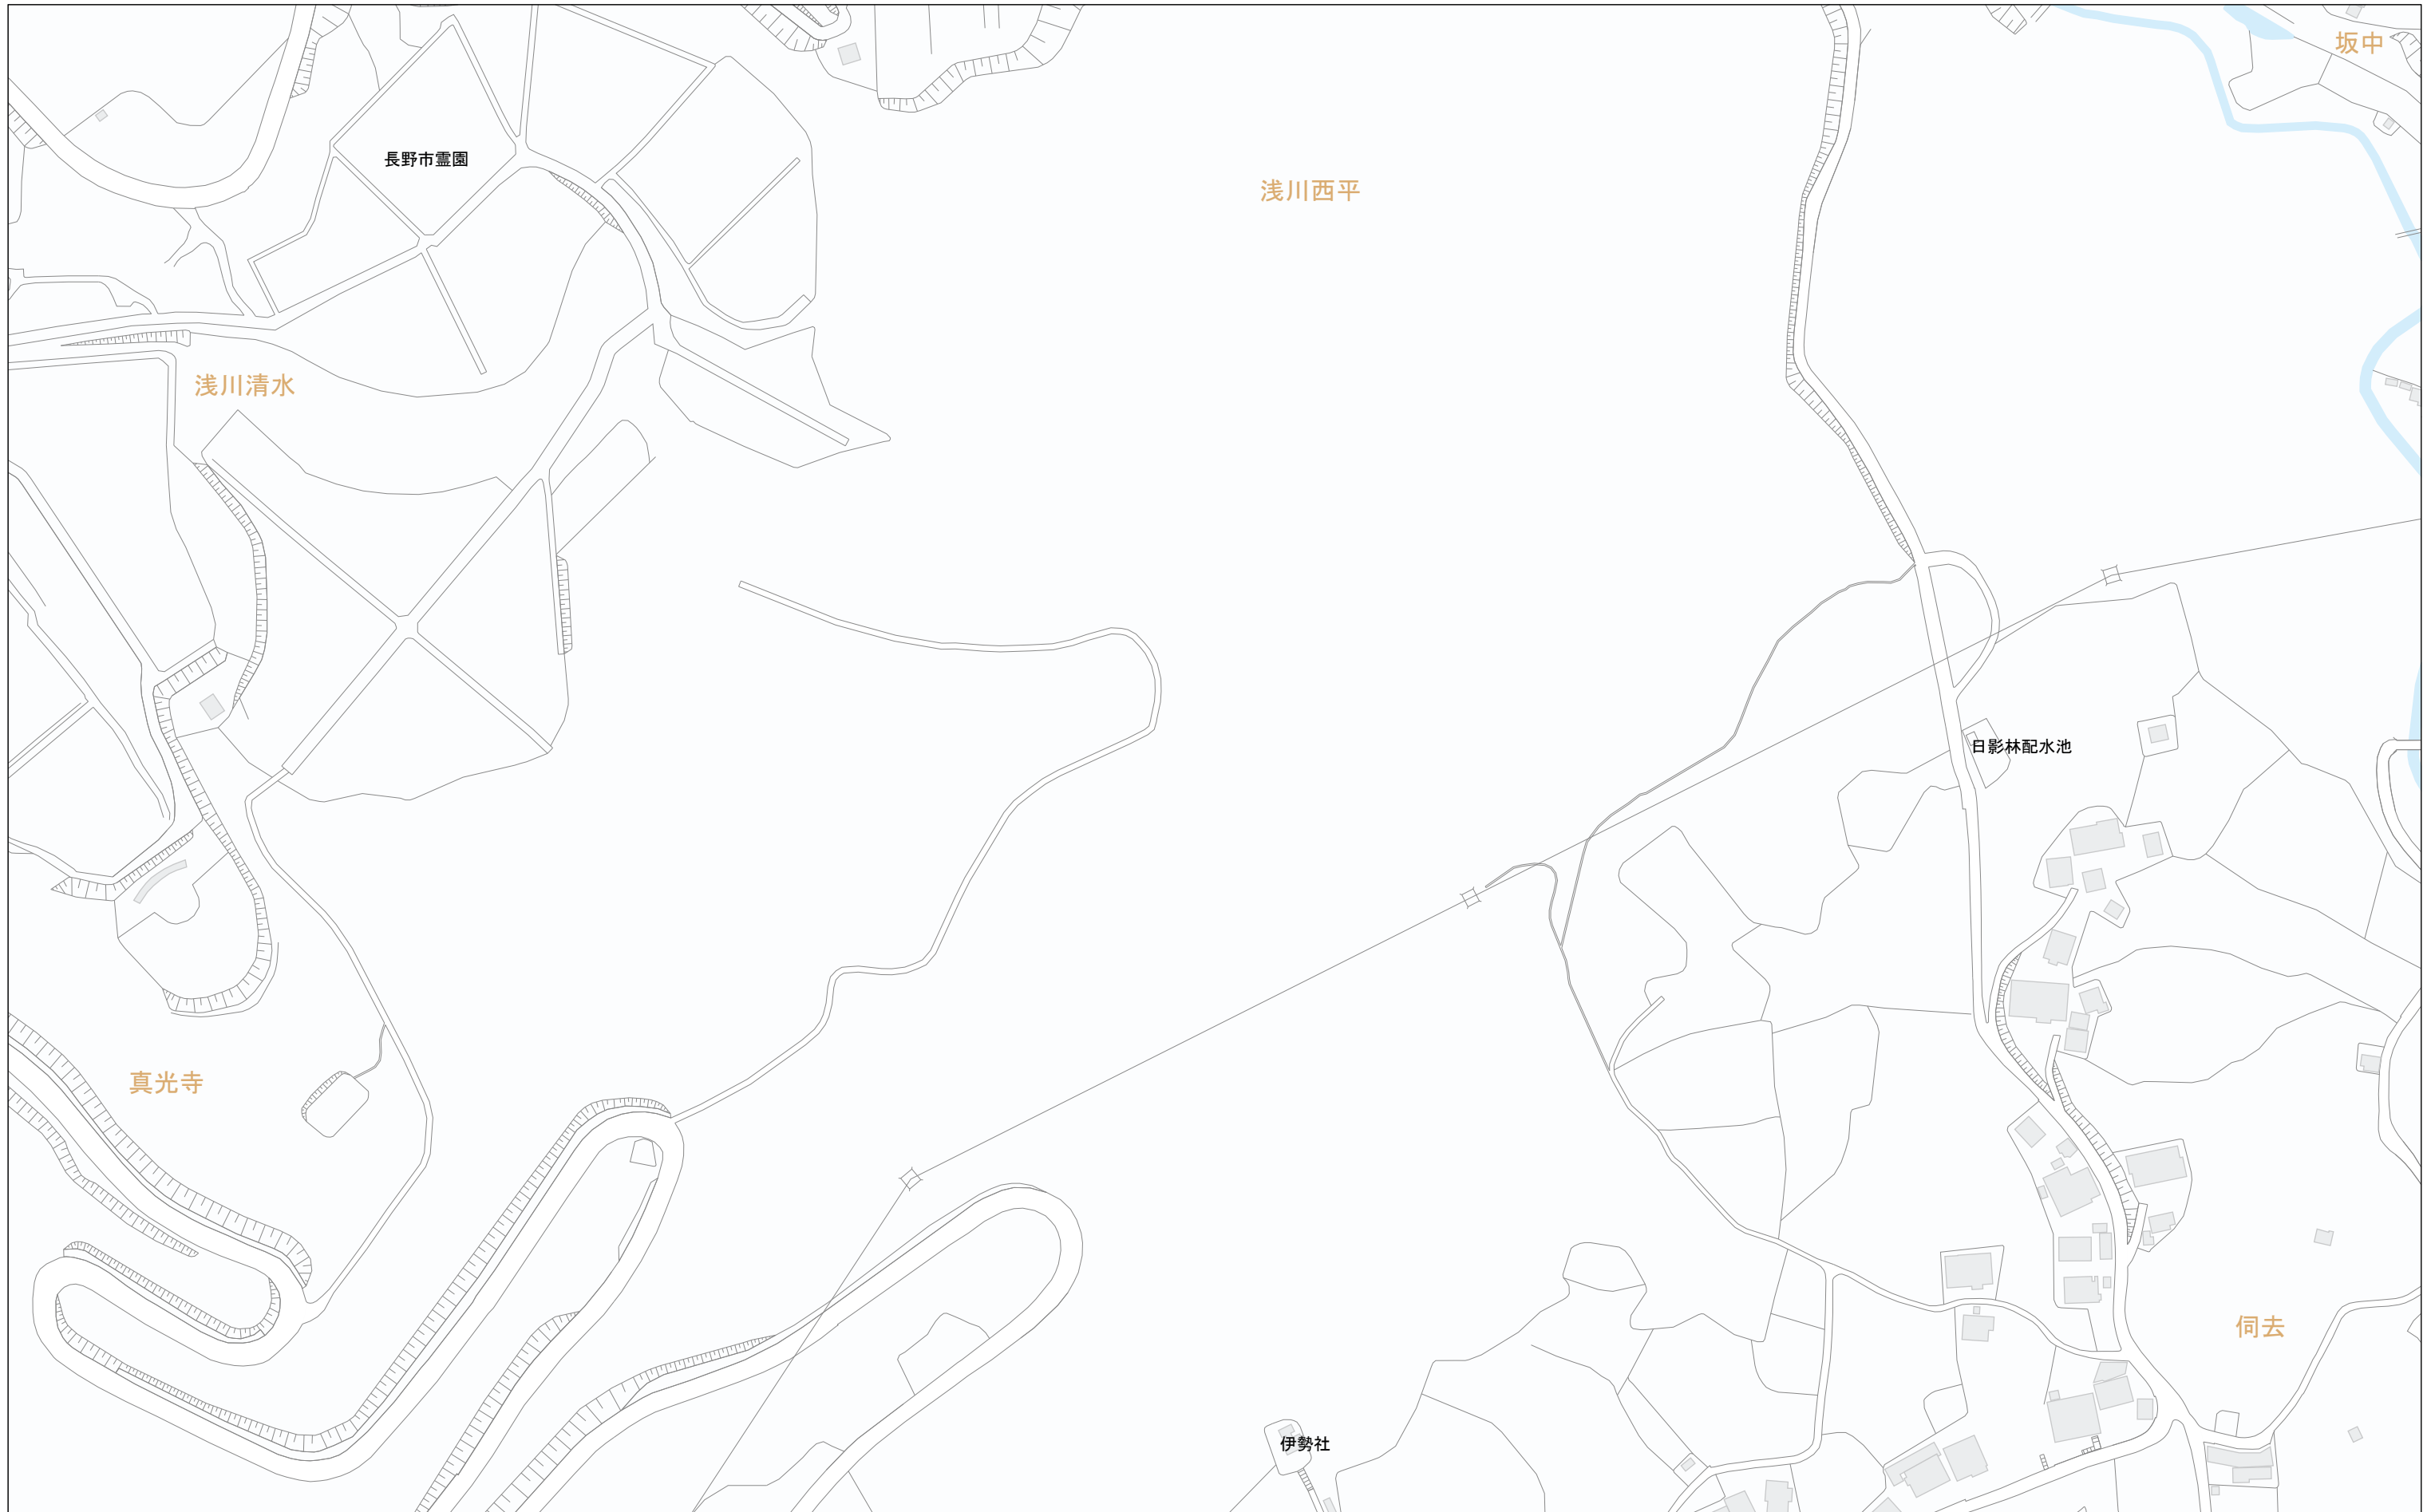 坂中
長野市霊園
浅川西平
浅川清水
日影林配水池
真光寺
伺去
伊勢社